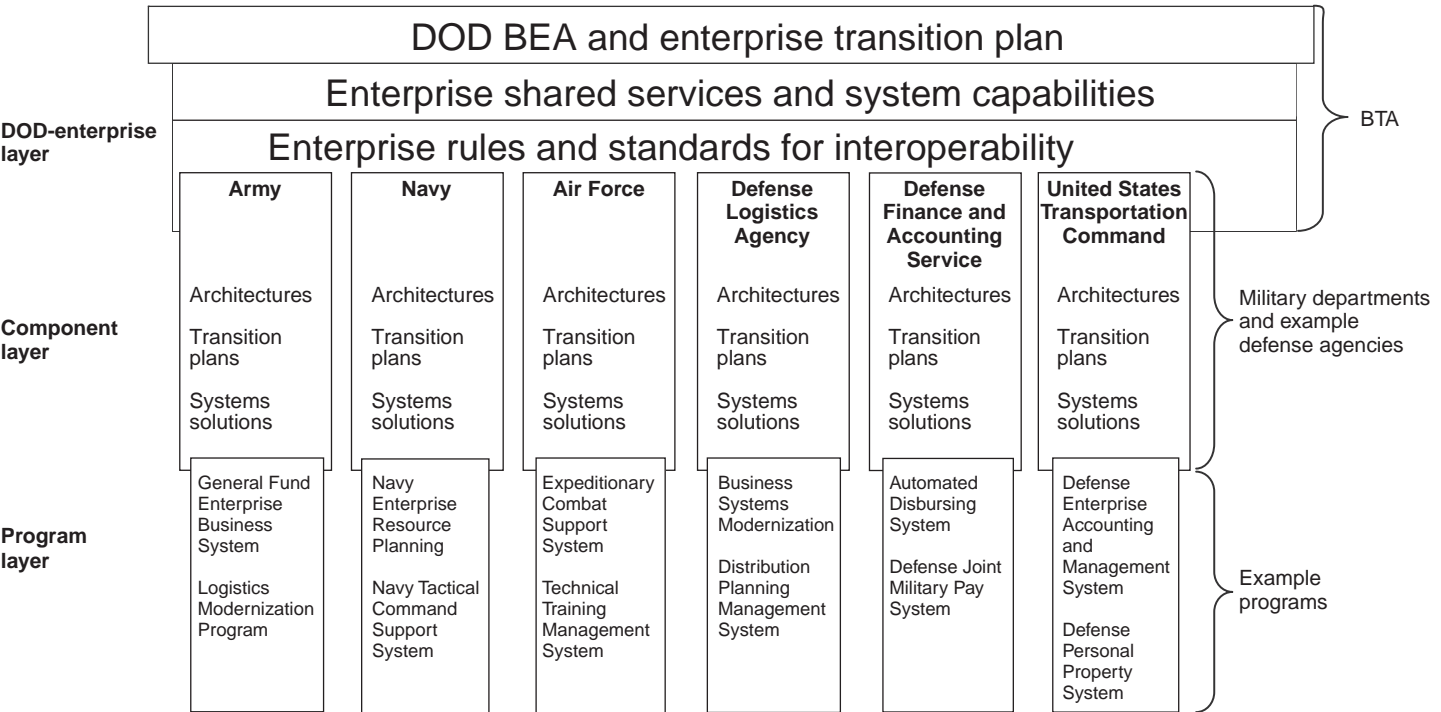 DOD BEA and enterprise transition plan
Enterprise shared services and system capabilities
Enterprise rules and standards for interoperability
DOD-enterprise
layer
BTA
Army
Navy
Air Force
Defense
Logistics
Agency
Defense
Finance and
Accounting
Service
United States
Transportation
Command
Component
layer
Architectures
Transition
plans
Systems
solutions
Architectures
Transition
plans
Systems
solutions
Architectures
Transition
plans
Systems
solutions
Architectures
Transition
plans
Systems
solutions
Architectures
Transition
plans
Systems
solutions
Architectures
Transition
plans
Systems
solutions
Military departments
and example
defense agencies
Program
layer
General Fund
Enterprise
Business
System
Logistics
Modernization
Program
Navy
Enterprise
Resource
Planning
Navy Tactical
Command
Support
System
Expeditionary
Combat
Support
System
Technical
Training
Management
System
Business
Systems
Modernization
Distribution
Planning
Management
System
Automated
Disbursing
System
Defense Joint
Military Pay
System
Defense
Enterprise
Accounting
and
Management
System
Defense
Personal
Property
System
Example
programs